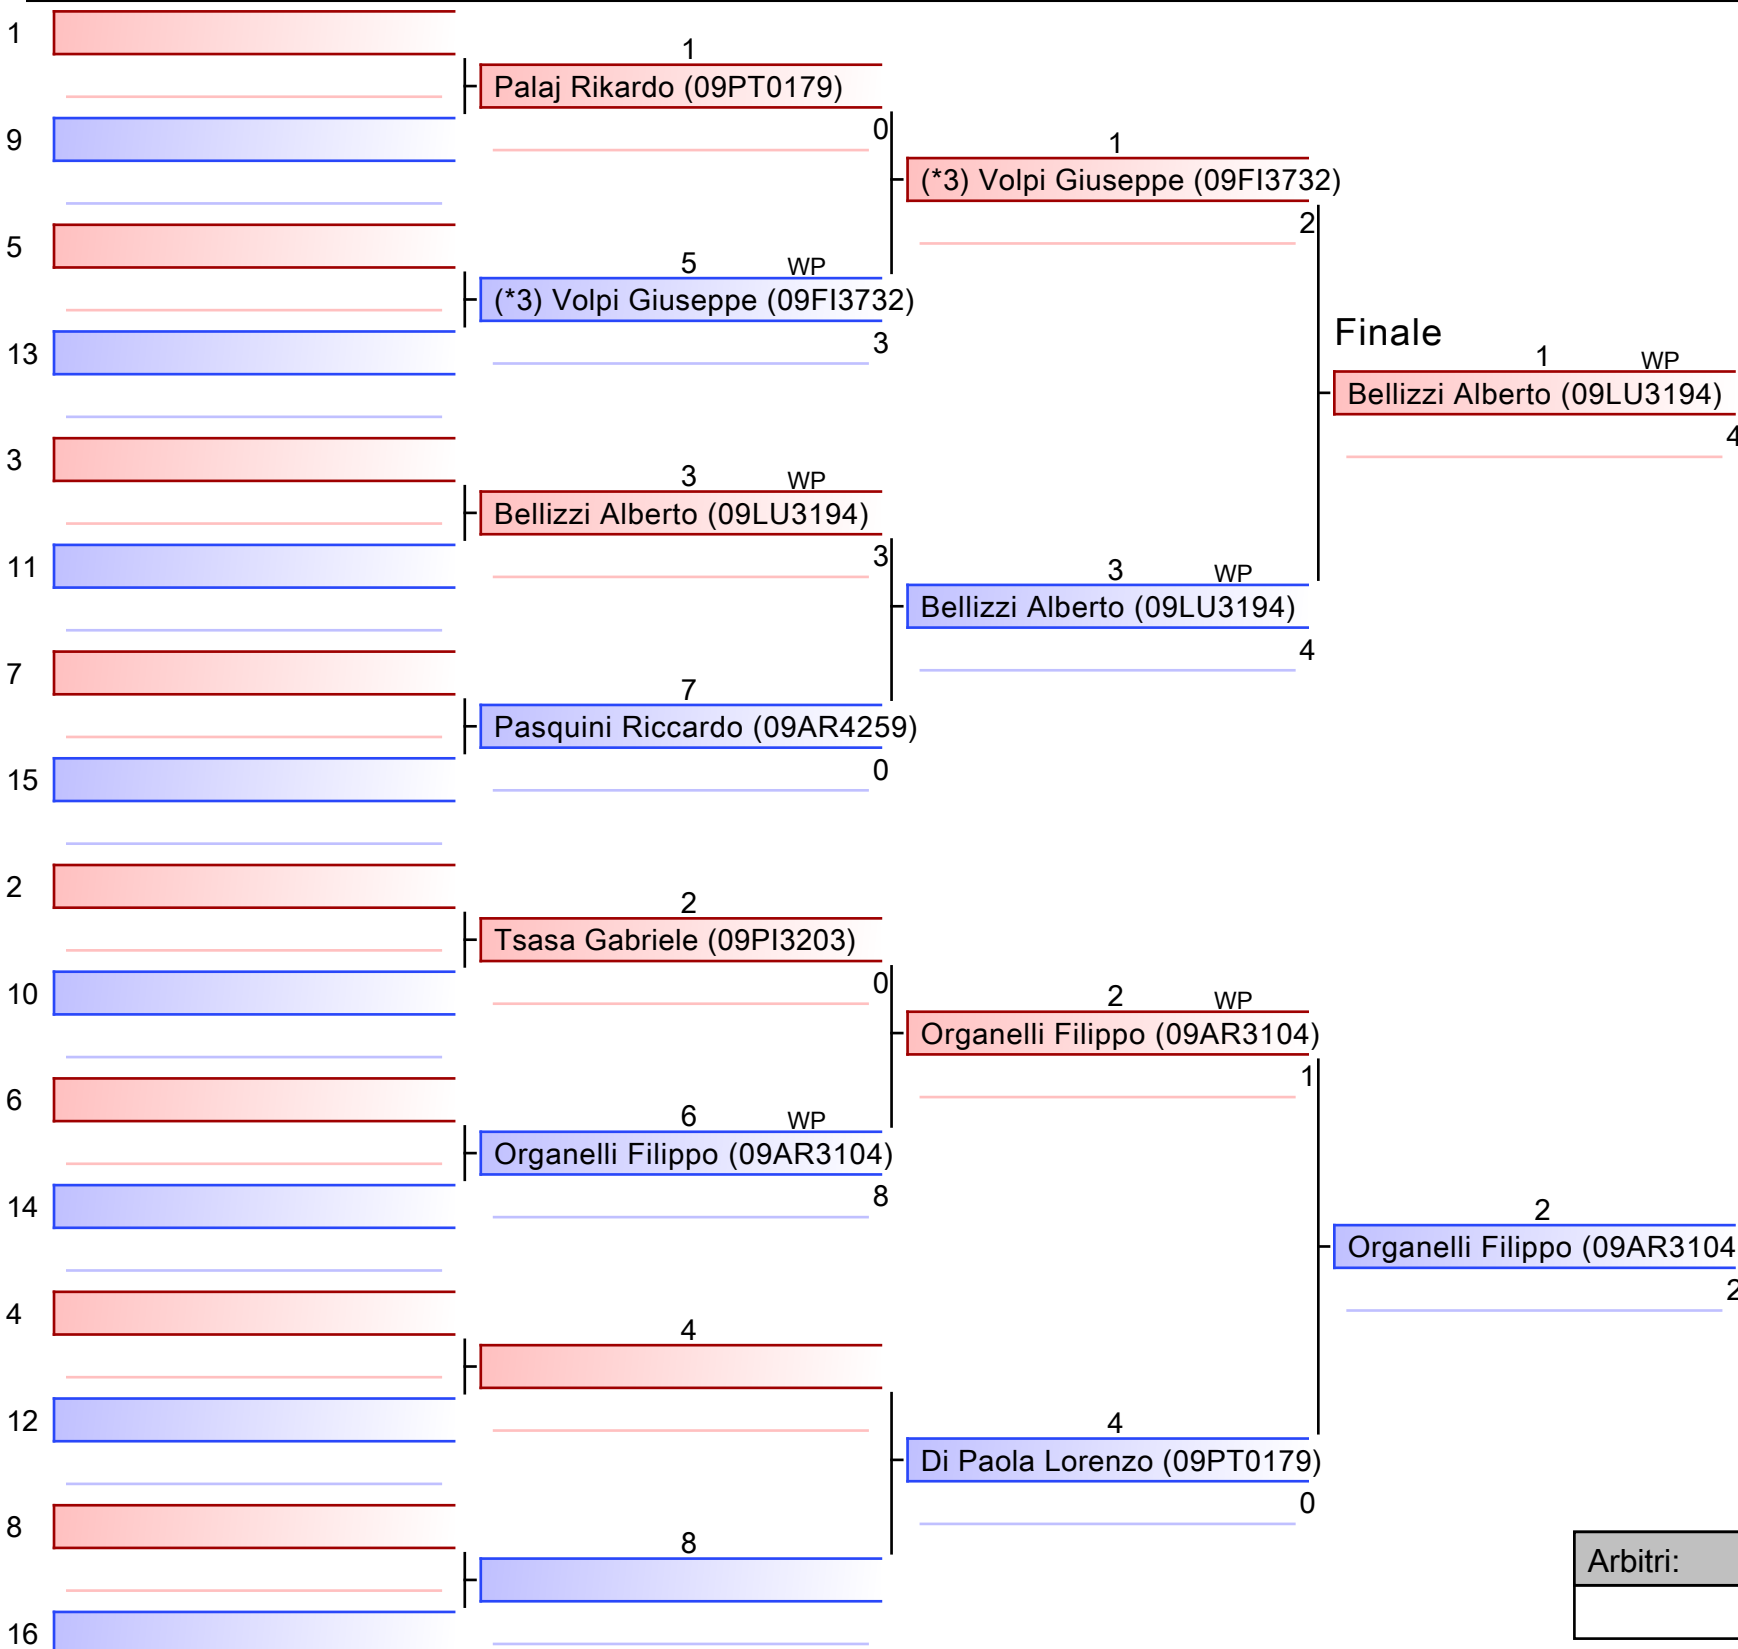 1
1
Palaj Rikardo (09PT0179)
9
0
1
(*3) Volpi Giuseppe (09FI3732)
5
2
5 WP
(*3) Volpi Giuseppe (09FI3732)
13
3
Finale
1 WP
Bellizzi Alberto (09LU3194)
4
3
3 WP
Bellizzi Alberto (09LU3194)
11
3
3 WP
Bellizzi Alberto (09LU3194)
7
4
7
Pasquini Riccardo (09AR4259)
15
0
2
2
Tsasa Gabriele (09PI3203)
10
0
2 WP
Organelli Filippo (09AR3104)
6
1
6 WP
Organelli Filippo (09AR3104)
14
8
2
Organelli Filippo (09AR3104
2
4
4
12
4
Di Paola Lorenzo (09PT0179)
8
0
8
Arbitri:
16